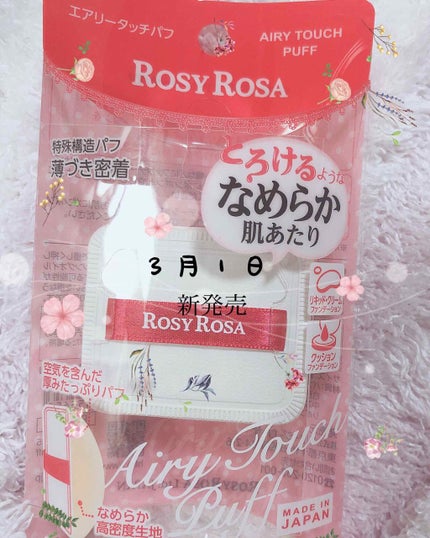 エアリータッチパフ
AIRY TOUCH
PUFF
ROSY ROSA
特殊構造パフ
薄づき密着
とろけるような
なめらか
肌あたり
3月1日
新発売
ROSY ROSA
リキッド・クリーム
ファンデーション
クッション
ファンデーション
空気を含んだ
厚みたっぷりパフ
なめらか
高密度生地
Airy Touch
Puff
MADE IN
JAPAN